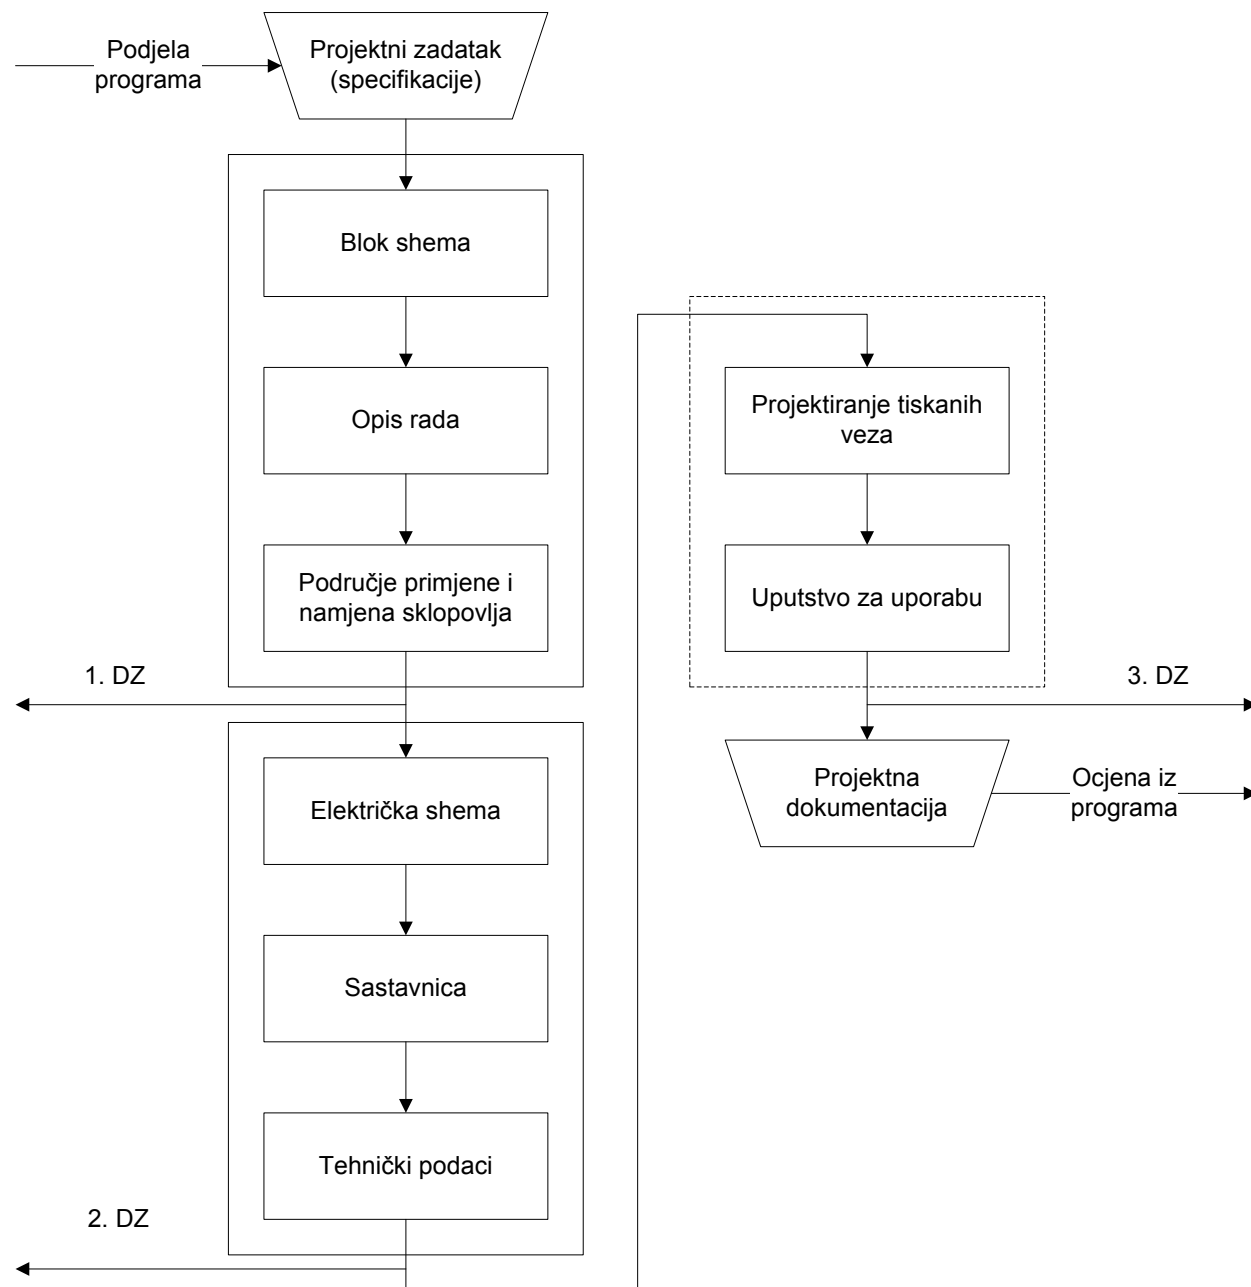 Podjela
programa
Projektni zadatak
(specifikacije)
Blok shema
Opis rada
Područje primjene i
namjena sklopovlja
1. DZ
Električka shema
Sastavnica
Tehnički podaci
2. DZ
Projektiranje tiskanih
veza
Uputstvo za uporabu
3. DZ
Projektna
dokumentacija
Ocjena iz
programa